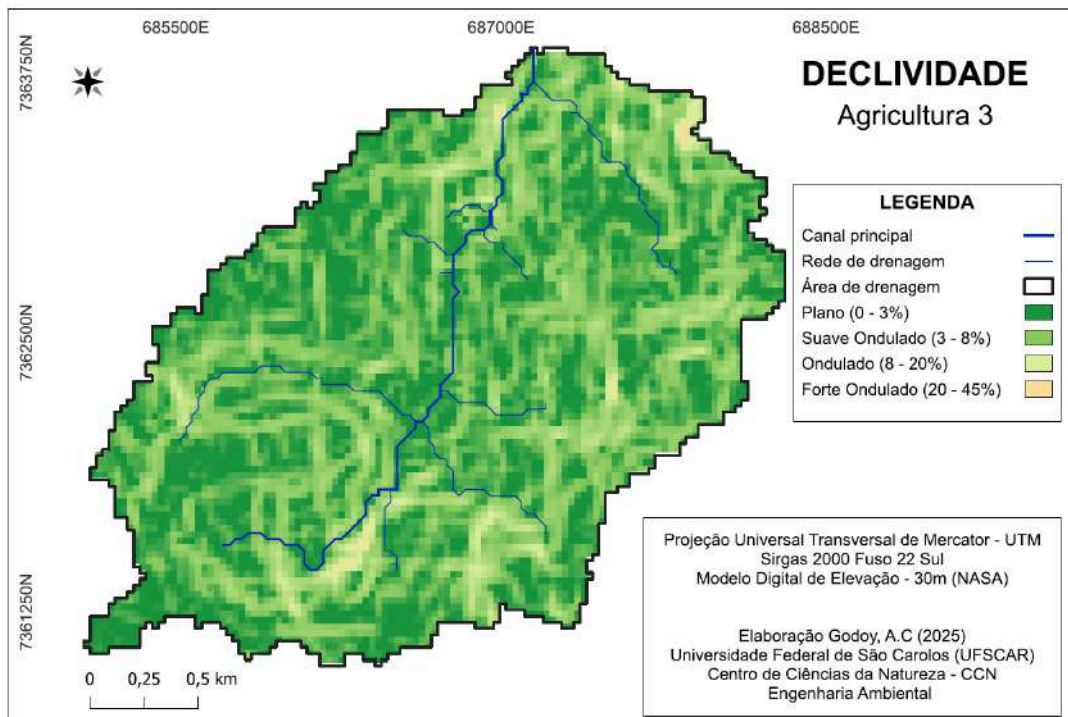 685500E
687000E
688500E
7363750N
7362500N
7361250N
DECLIVIDADE
Agricultura 3
LEGENDA
Canal principal
Rede de drenagem
Área de drenagem
Plano (0 - 3%)
Suave Ondulado (3 - 8%)
Ondulado (8 - 20%)
Forte Ondulado (20 - 45%)
Projeção Universal Transversal de Mercator - UTM
Sirgas 2000 Fuso 22 Sul
Modelo Digital de Elevação - 30m (NASA)
Elaboração Godoy, A.C (2025)
Universidade Federal de São Carolos (UFSCAR)
Centro de Ciências da Natureza - CCN
Engenharia Ambiental
0 0,25 0,5 km